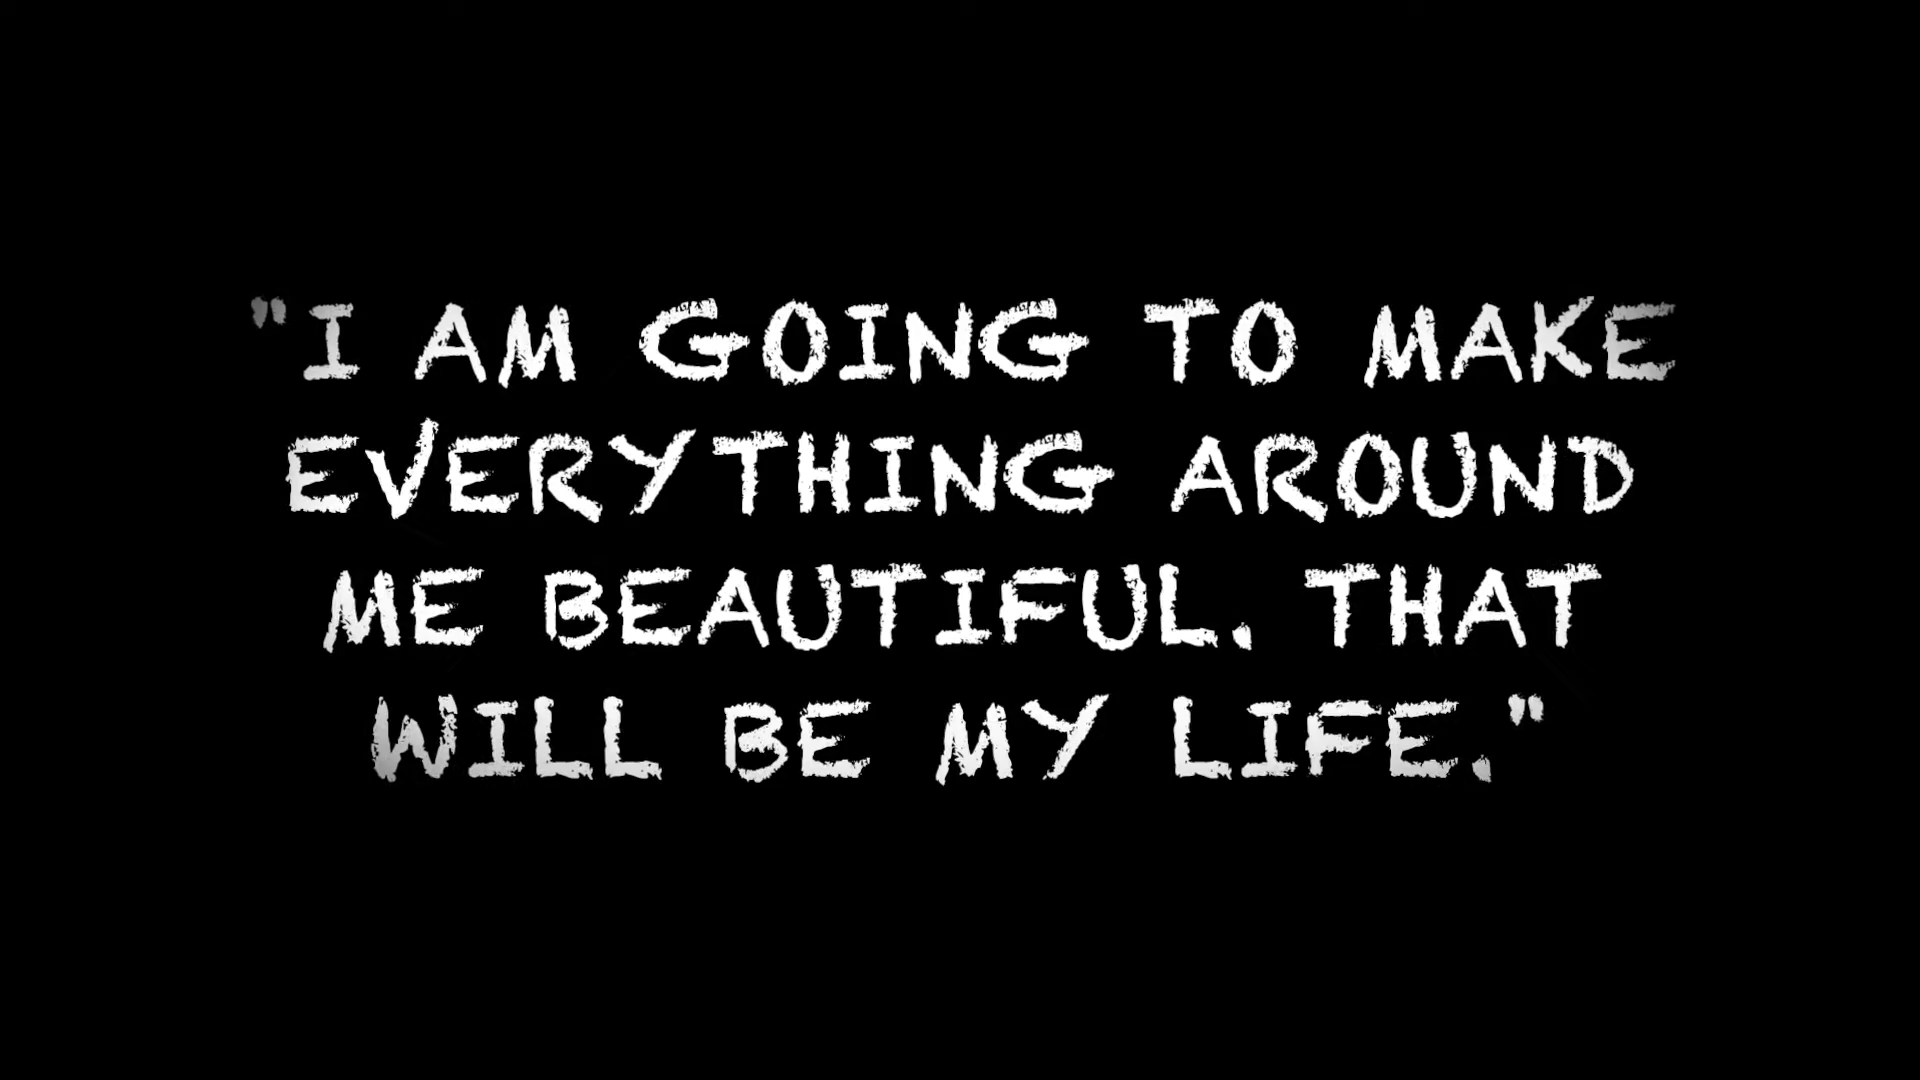 "I AM GOING TO MAKE
EVERYTHING AROUND
ME BEAUTIFUL. THAT
WILL BE MY LIFE."